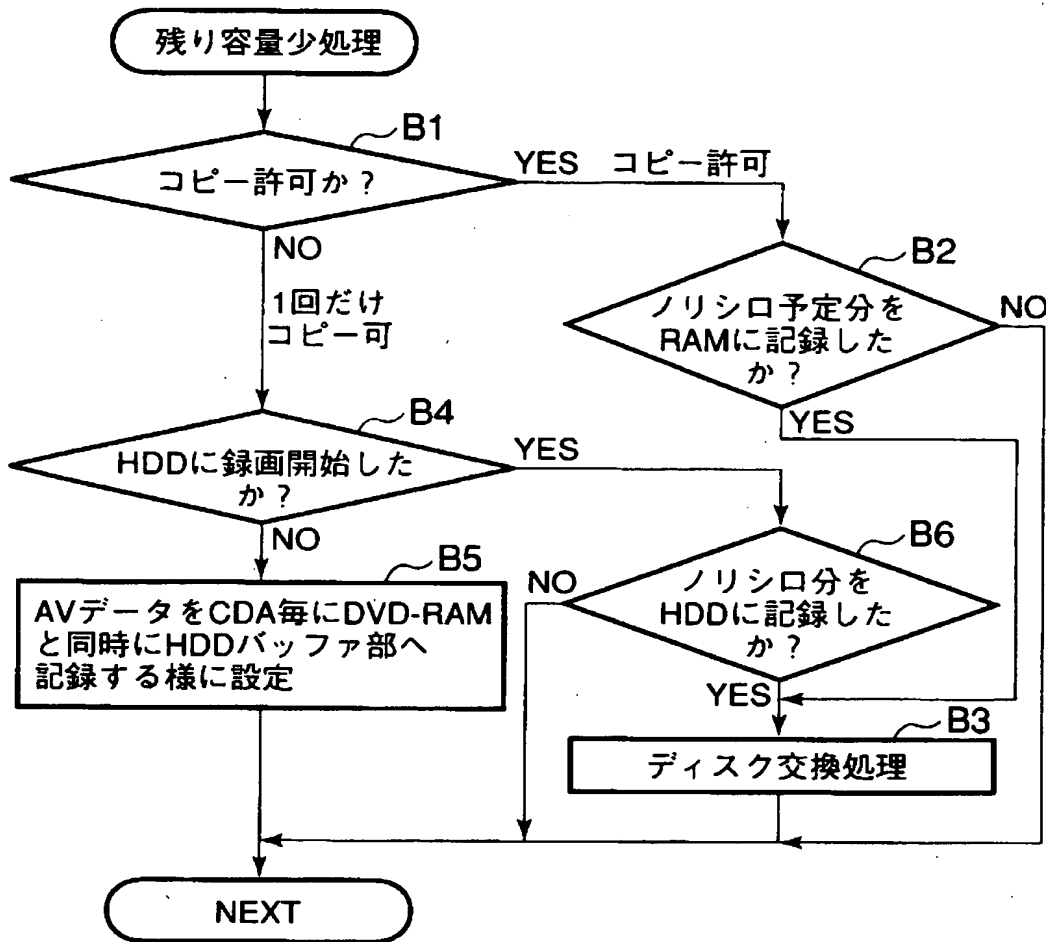 残り容量少処理
B1
コピー許可か？
YES コピー許可
NO
1回だけ
コピー可
B2
ノリシロ予定分を
RAMに記録した
か？
NO
YES
B4
HDDに録画開始した
か？
YES
NO
B5
AVデータをCDA毎にDVD-RAM
と同時にHDDバッファ部へ
記録する様に設定
B6
ノリシロ分を
HDDに記録した
か？
NO
YES
B3
ディスク交換処理
NEXT